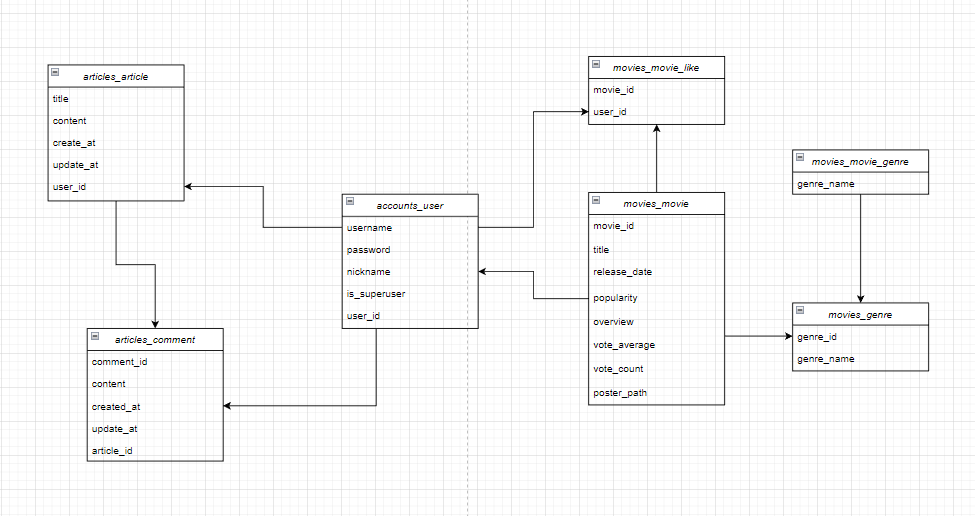 articles_article
title
content
create_at
update_at
user_id
articles_comment
comment_id
content
created_at
update_at
article_id
accounts_user
username
password
nickname
is_superuser
user_id
movies_movie_like
movie_id
user_id
movies_movie
movie_id
title
release_date
popularity
overview
vote_average
vote_count
poster_path
movies_movie_genre
genre_name
movies_genre
genre_id
genre_name